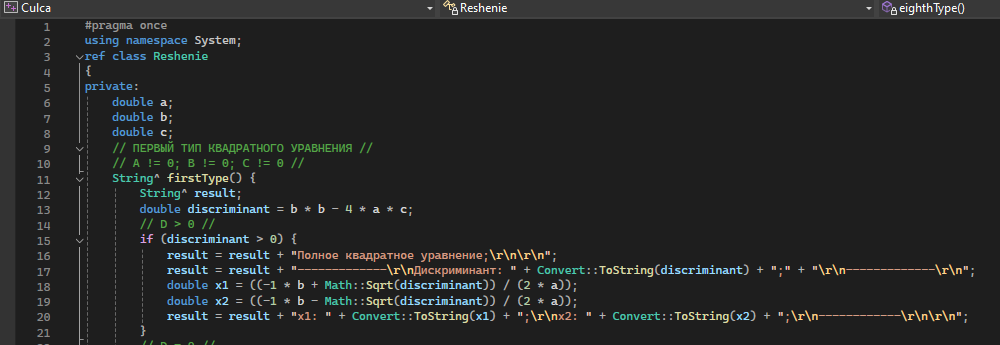 Culca Reshenie eighthType()
1 #pragma once
2 using namespace System;
3 ref class Reshenie
4 {
5 private:
6 double a;
7 double b;
8 double c;
9 // ПЕРВЫЙ ТИП КВАДРАТНОГО УРАВНЕНИЯ //
10 // A != 0; B != 0; C != 0 //
11 String^ firstType() {
12 String^ result;
13 double discriminant = b * b - 4 * a * c;
14 // D > 0 //
15 if (discriminant > 0) {
16 result = result + "Полное квадратное уравнение;\r\n\r\n";
17 result = result + "-------------\r\nДискриминант: " + Convert::ToString(discriminant) + ";" + "\r\n-------------\r\n";
18 double x1 = ((-1 * b + Math::Sqrt(discriminant)) / (2 * a));
19 double x2 = ((-1 * b - Math::Sqrt(discriminant)) / (2 * a));
20 result = result + "x1: " + Convert::ToString(x1) + ";\r\nx2: " + Convert::ToString(x2) + ";\r\n------------\r\n\r\n";
21 }